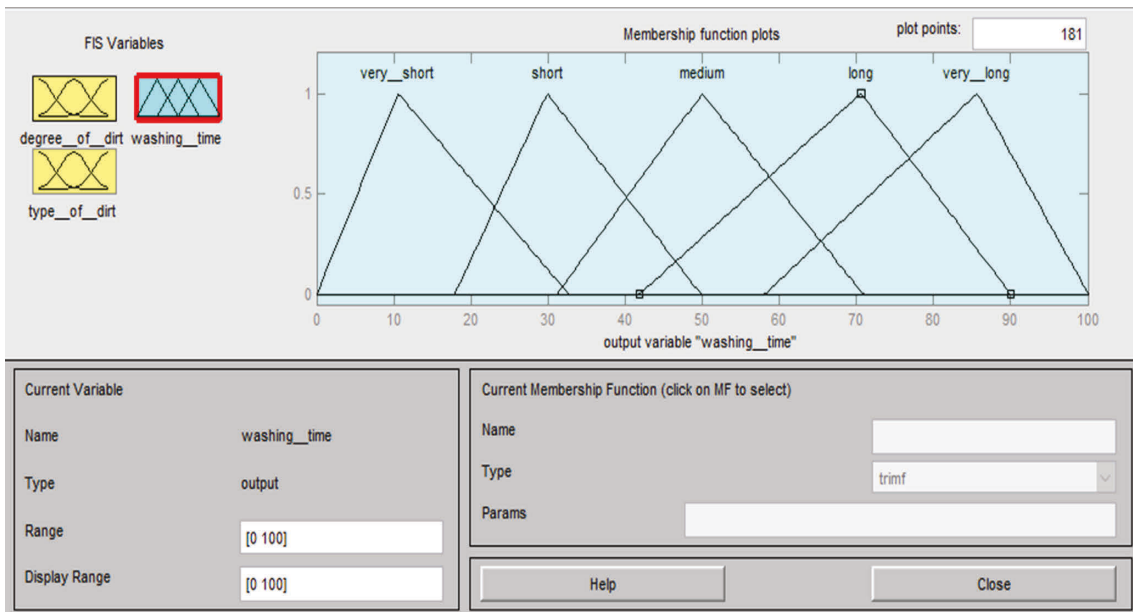 FIS Variables
degree__of__dirt washing__time
type__of__dirt
Membership function plots
plot points: 181
very__short short medium long very__long
1
0.5
0
0 10 20 30 40 50 60 70 80 90 100
output variable "washing__time"
Current Variable
Name washing__time
Type output
Range [0 100]
Display Range [0 100]
Current Membership Function (click on MF to select)
Name
Type trimf
Params
Help Close